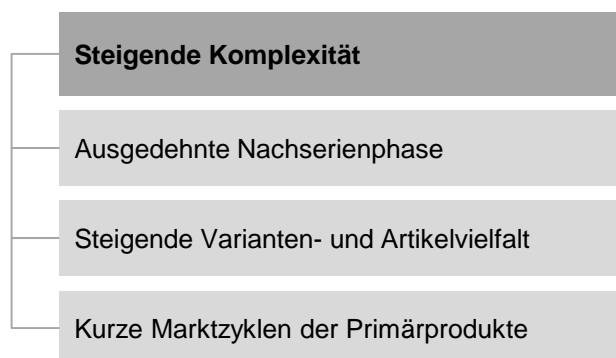 Steigende Komplexität
Ausgedehnte Nachserienphase
Steigende Varianten- und Artikelvielfalt
Kurze Marktzyklen der Primärprodukte